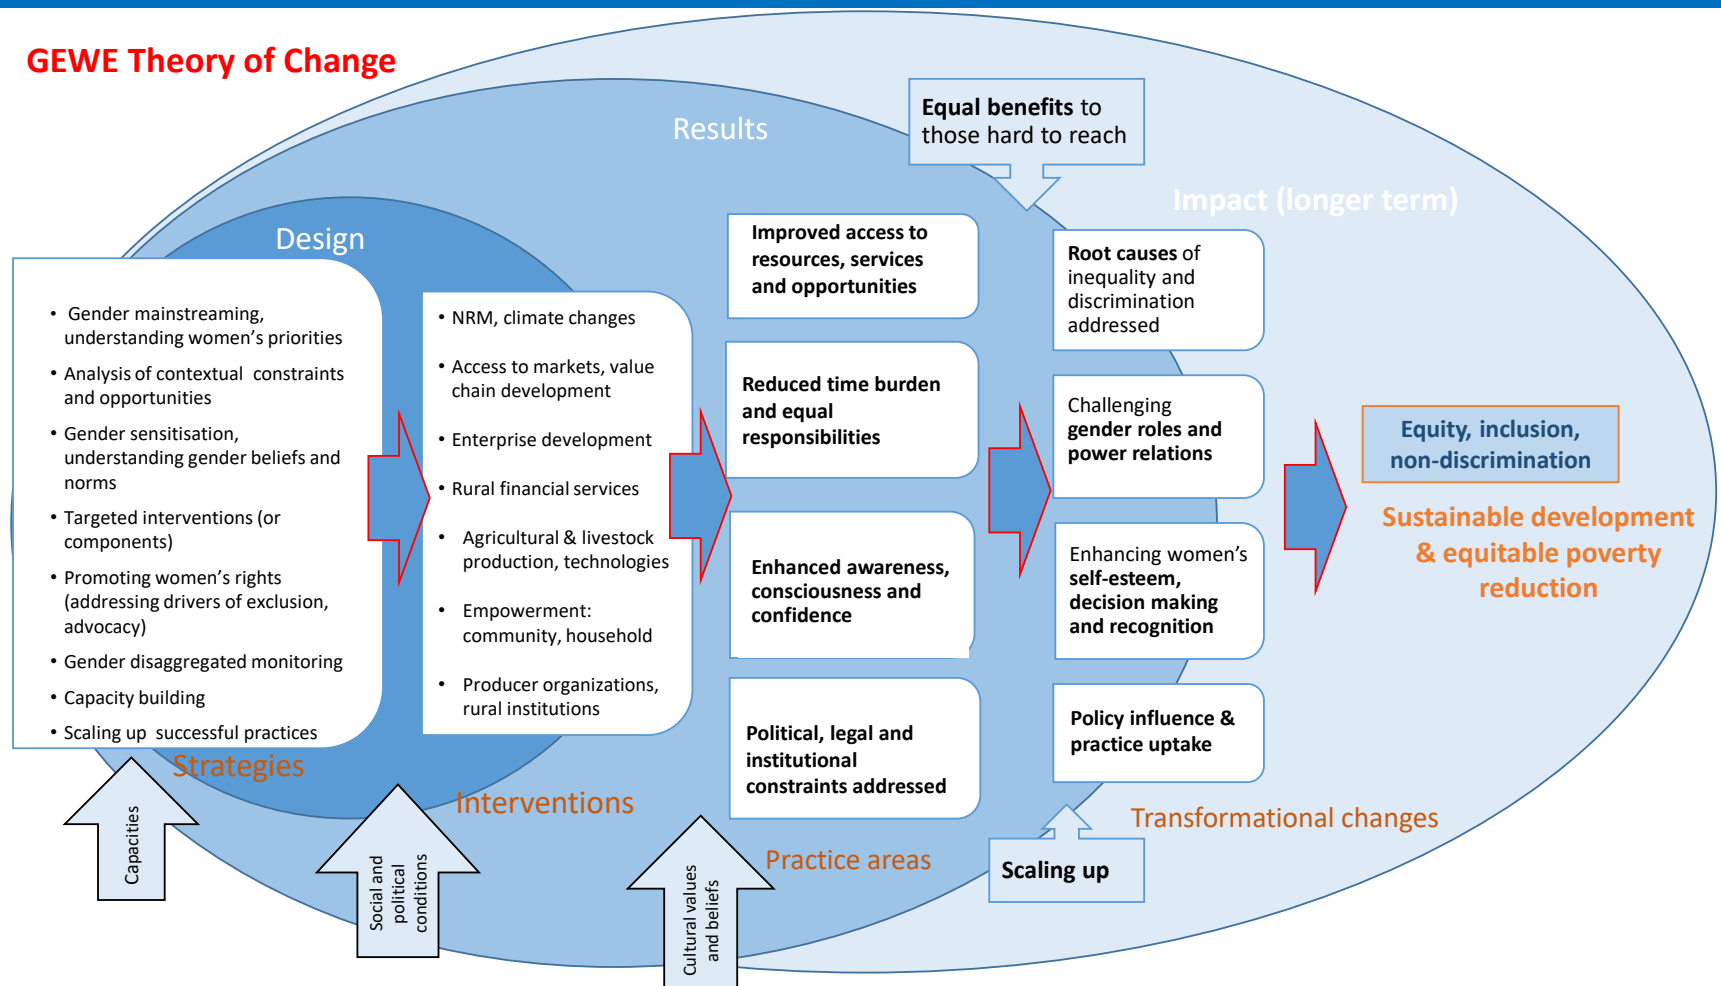 GEWE Theory of Change
Results
Equal benefits to
those hard to reach
Impact (longer term)
Design
• Gender mainstreaming,
understanding women's priorities
• Analysis of contextual constraints
and opportunities
• Gender sensitisation,
understanding gender beliefs and
norms
• Targeted interventions (or
components)
• Promoting women's rights
(addressing drivers of exclusion,
advocacy)
• Gender disaggregated monitoring
• Capacity building
• Scaling up successful practices
Strategies
• NRM, climate changes
• Access to markets, value
chain development
• Enterprise development
• Rural financial services
• Agricultural & livestock
production, technologies
• Empowerment:
community, household
• Producer organizations,
rural institutions
Interventions
Improved access to
resources, services
and opportunities
Reduced time burden
and equal
responsibilities
Enhanced awareness,
consciousness and
confidence
Political, legal and
institutional
constraints addressed
Practice areas
Root causes of
inequality and
discrimination
addressed
Challenging
gender roles and
power relations
Enhancing women's
self-esteem,
decision making
and recognition
Policy influence &
practice uptake
Transformational changes
Scaling up
Equity, inclusion,
non-discrimination
Sustainable development
& equitable poverty
reduction
Capacities
Social and
political
conditions
Cultural values
and beliefs